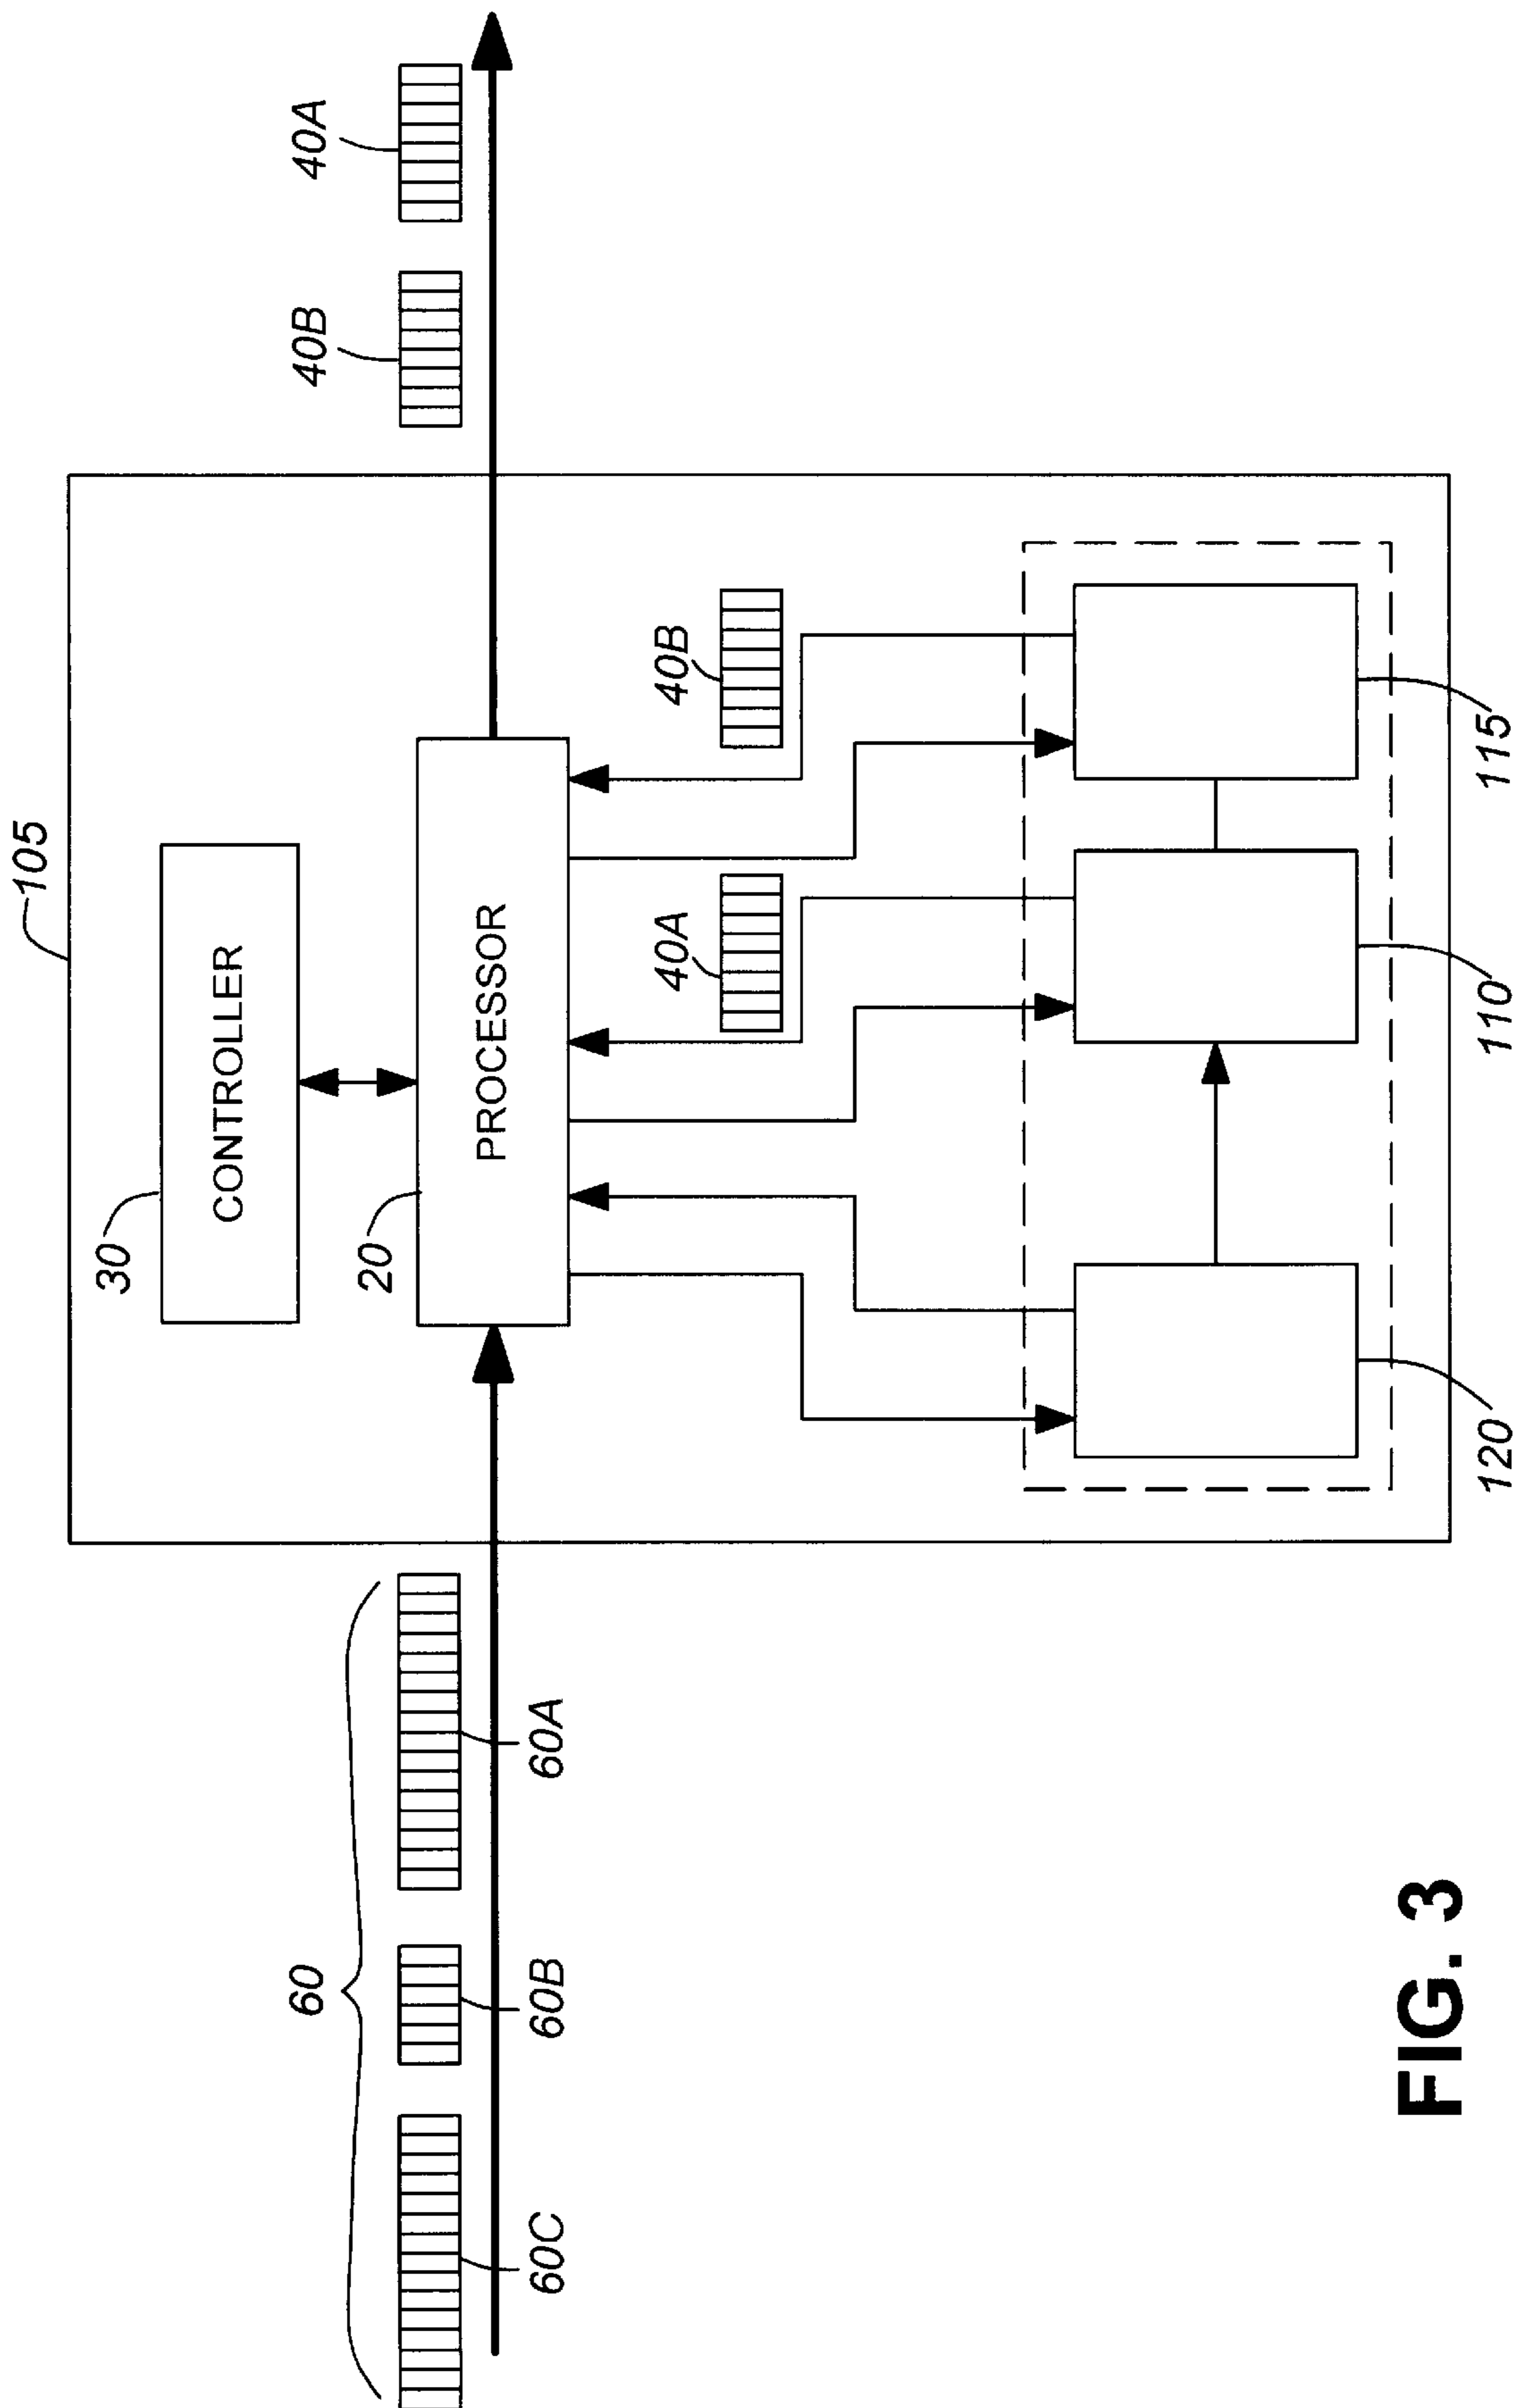 105
30
CONTROLLER
60
40B
40A
20
PROCESSOR
60C
60B
60A
40A
40B
120
110
115
FIG. 3